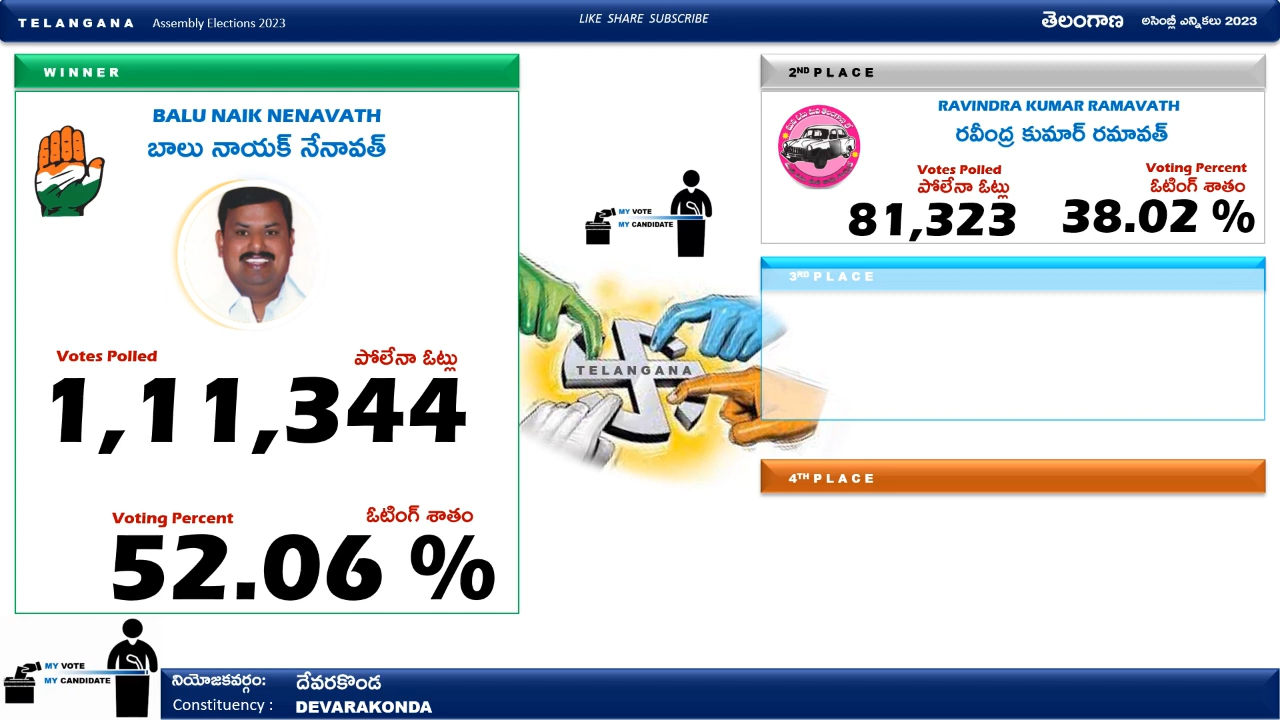 TELANGANA Assembly Elections 2023
LIKE SHARE SUBSCRIBE
తెలంగాణ అసెంబ్లీ ఎన్నికలు 2023
WINNER
BALU NAIK NENAVATH
బాలు నాయక్ నేనావత్
Votes Polled పోలేనా ఓట్లు
1,11,344
Voting Percent ఓటింగ్ శాతం
52.06 %
MY VOTE
MY CANDIDATE
TELANGANA
2ND PLACE
RAVINDRA KUMAR RAMAVATH
రవీంద్ర కుమార్ రమావత్
Votes Polled Voting Percent
పోలేనా ఓట్లు ఓటింగ్ శాతం
81,323 38.02 %
3RD PLACE
4TH PLACE
MY VOTE
MY CANDIDATE
నియోజకవర్గం: దేవరకొండ
Constituency : DEVARAKONDA